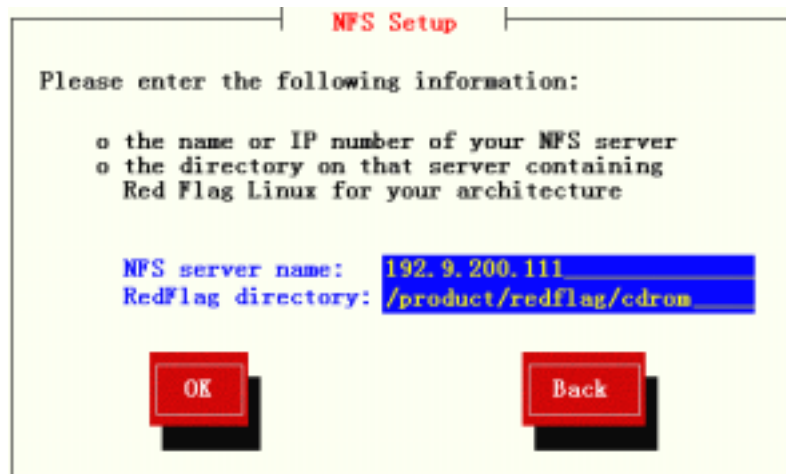 NFS Setup
Please enter the following information:
o the name or IP number of your NFS server
o the directory on that server containing
Red Flag Linux for your architecture
NFS server name: 192.9.200.111
RedFlag directory: /product/redflag/cdrom
OK Back